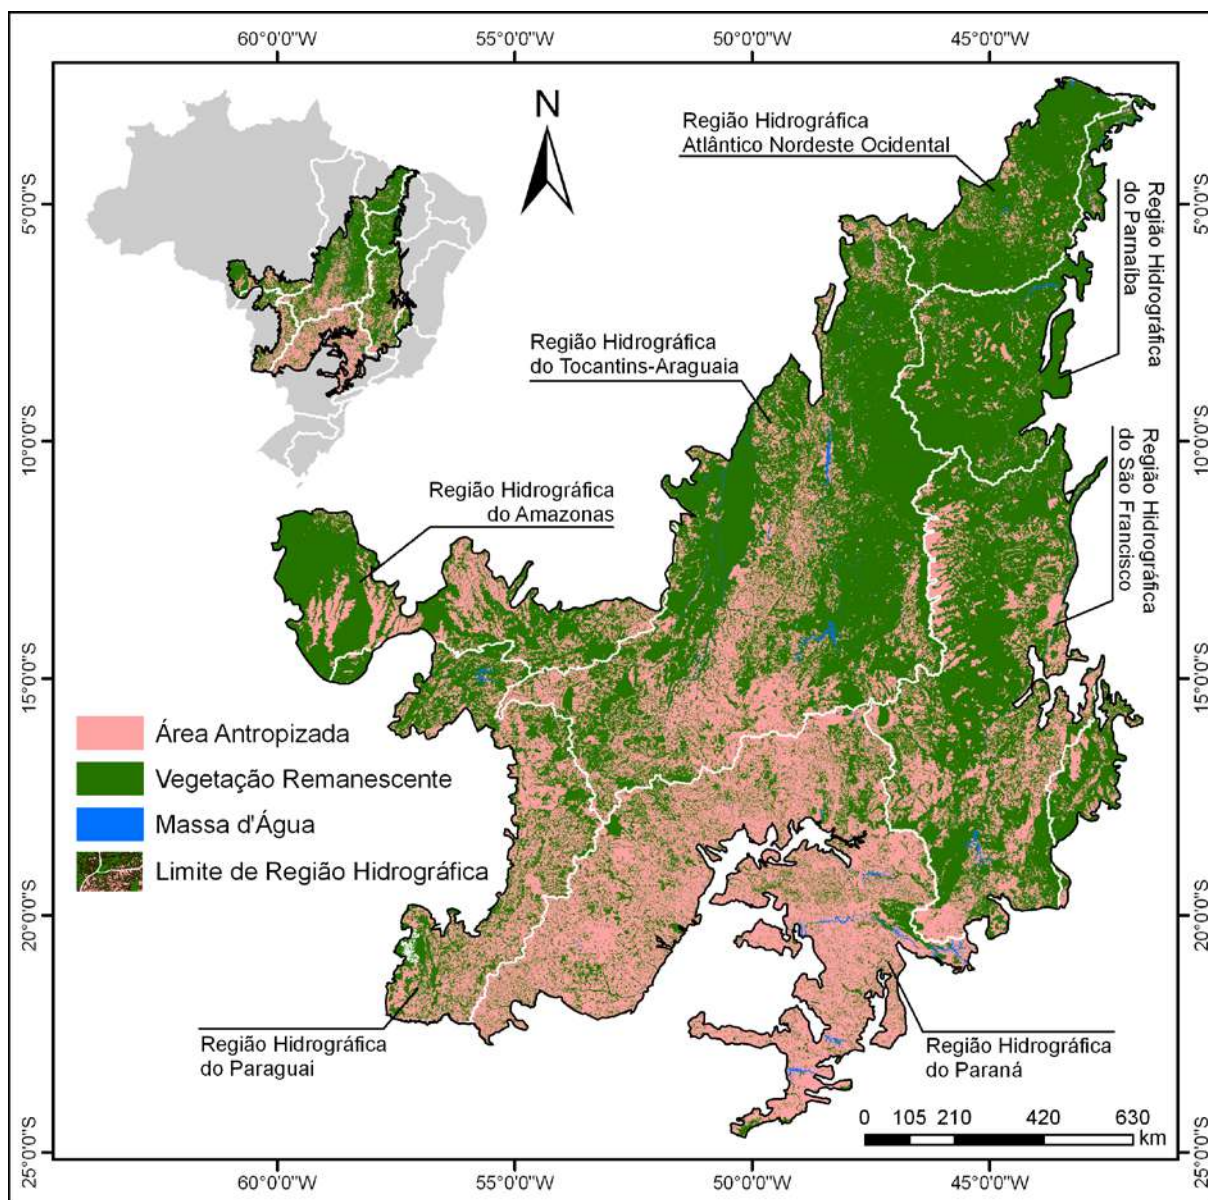 60°0'0"W 55°0'0"W 50°0'0"W 45°0'0"W
N
Região Hidrográfica
Atlântico Nordeste Ocidental
Região Hidrográfica
do Parnaíba
Região Hidrográfica
do Tocantins-Araguaia
Região Hidrográfica
do São Francisco
Região Hidrográfica
do Amazonas
Área Antropizada
Vegetação Remanescente
Massa d'Água
Limite de Região Hidrográfica
Região Hidrográfica
do Paraguai
Região Hidrográfica
do Paraná
0 105 210 420 630
km
5°0'0"S
10°0'0"S
15°0'0"S
20°0'0"S
25°0'0"S
5°0'0"S
10°0'0"S
15°0'0"S
20°0'0"S
25°0'0"S
60°0'0"W 55°0'0"W 50°0'0"W 45°0'0"W